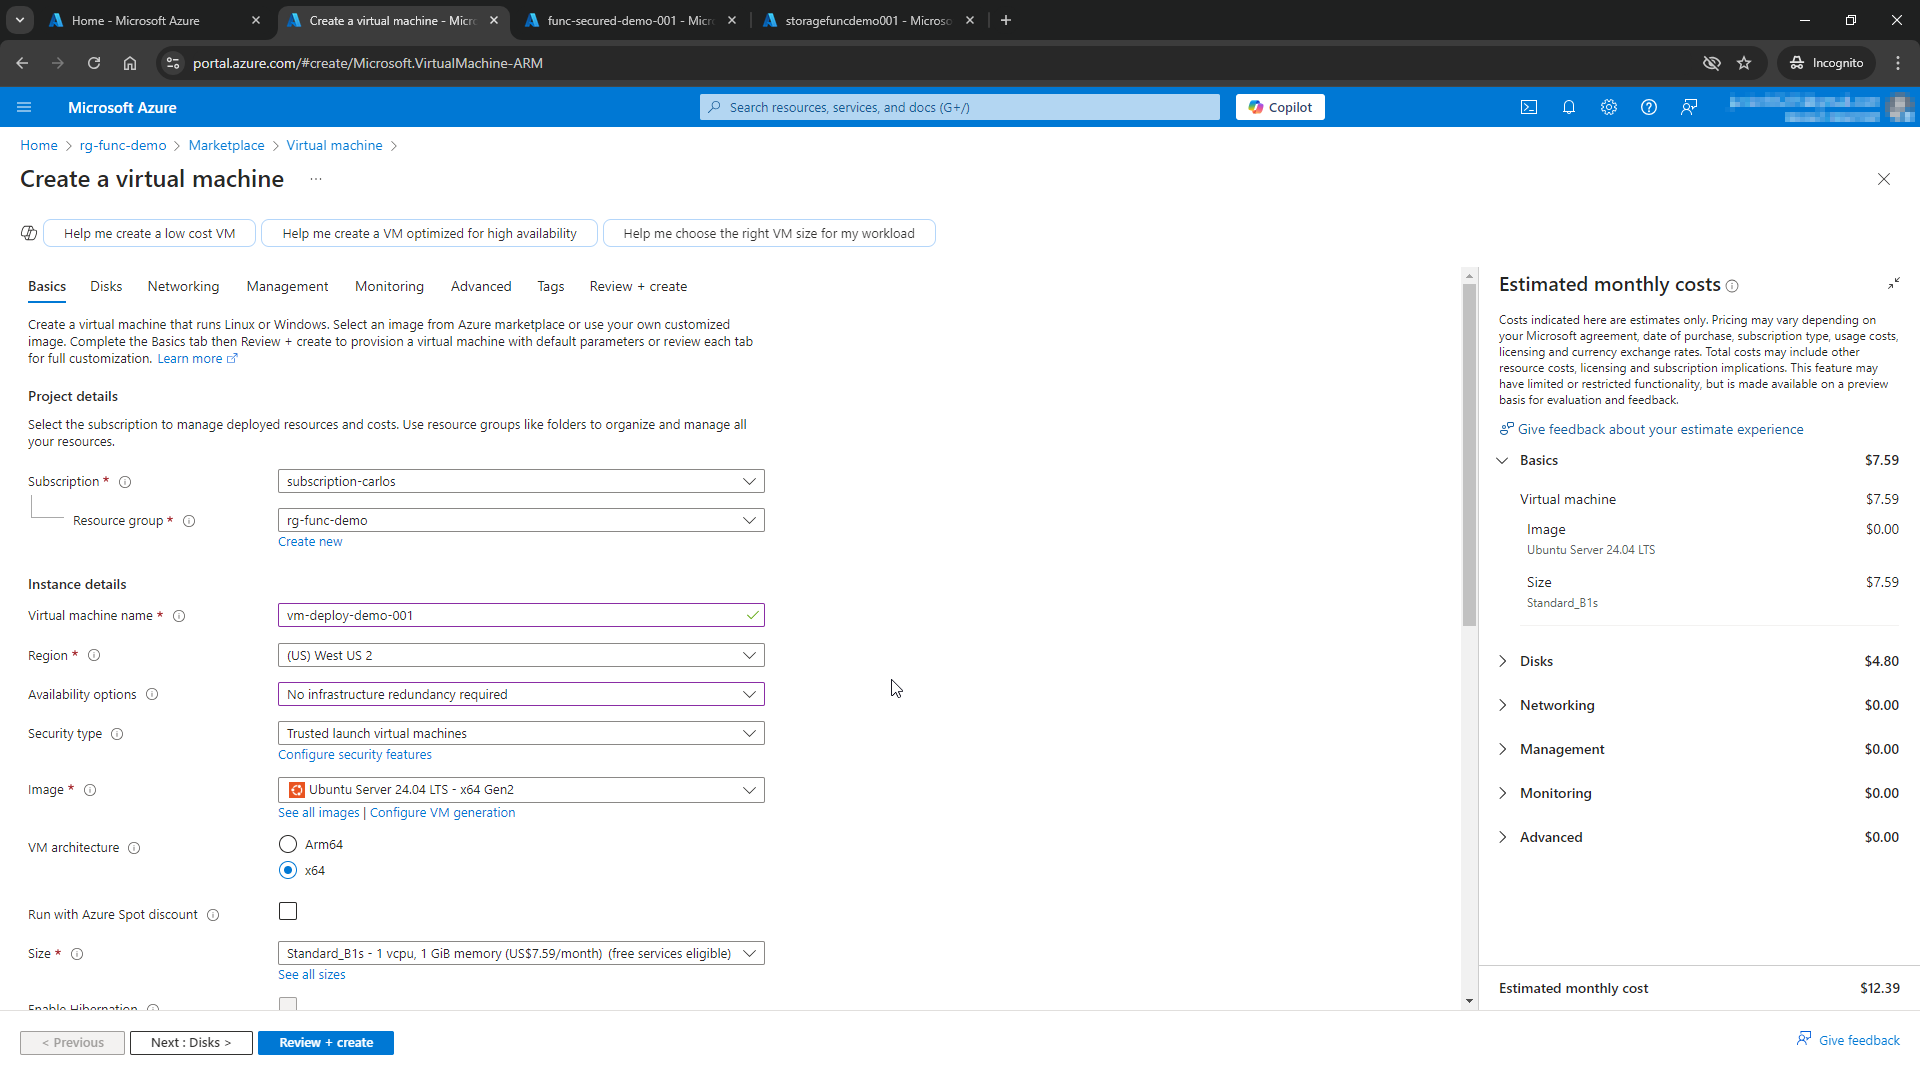 Home - Microsoft Azure
Create a virtual machine - Micr
func-secured-demo-001 - Micr
storagefuncdemo001 - Microso
portal.azure.com/#create/Microsoft.VirtualMachine-ARM
Incognito
Microsoft Azure
Search resources, services, and docs (G+/)
Copilot
Home > rg-func-demo > Marketplace > Virtual machine >
Create a virtual machine ...
Help me create a low cost VM
Help me create a VM optimized for high availability
Help me choose the right VM size for my workload
Basics Disks Networking Management Monitoring Advanced Tags Review + create
Create a virtual machine that runs Linux or Windows. Select an image from Azure marketplace or use your own customized
image. Complete the Basics tab then Review + create to provision a virtual machine with default parameters or review each tab
for full customization. Learn more
Project details
Select the subscription to manage deployed resources and costs. Use resource groups like folders to organize and manage all
your resources.
Subscription *
subscription-carlos
Resource group *
rg-func-demo
Create new
Instance details
Virtual machine name *
vm-deploy-demo-001
Region *
(US) West US 2
Availability options
No infrastructure redundancy required
Security type
Trusted launch virtual machines
Configure security features
Image *
Ubuntu Server 24.04 LTS - x64 Gen2
See all images | Configure VM generation
VM architecture
Arm64
x64
Run with Azure Spot discount
Size *
Standard_B1s - 1 vcpu, 1 GiB memory (US$7.59/month) (free services eligible)
See all sizes
Enable Hibernation
< Previous
Next : Disks >
Review + create
Estimated monthly costs
Costs indicated here are estimates only. Pricing may vary depending on
your Microsoft agreement, date of purchase, subscription type, usage costs,
licensing and currency exchange rates. Total costs may include other
resource costs, licensing and subscription implications. This feature may
have limited or restricted functionality, but is made available on a preview
basis for evaluation and feedback.
Give feedback about your estimate experience
Basics $7.59
Virtual machine $7.59
Image $0.00
Ubuntu Server 24.04 LTS
Size $7.59
Standard_B1s
Disks $4.80
Networking $0.00
Management $0.00
Monitoring $0.00
Advanced $0.00
Estimated monthly cost $12.39
Give feedback